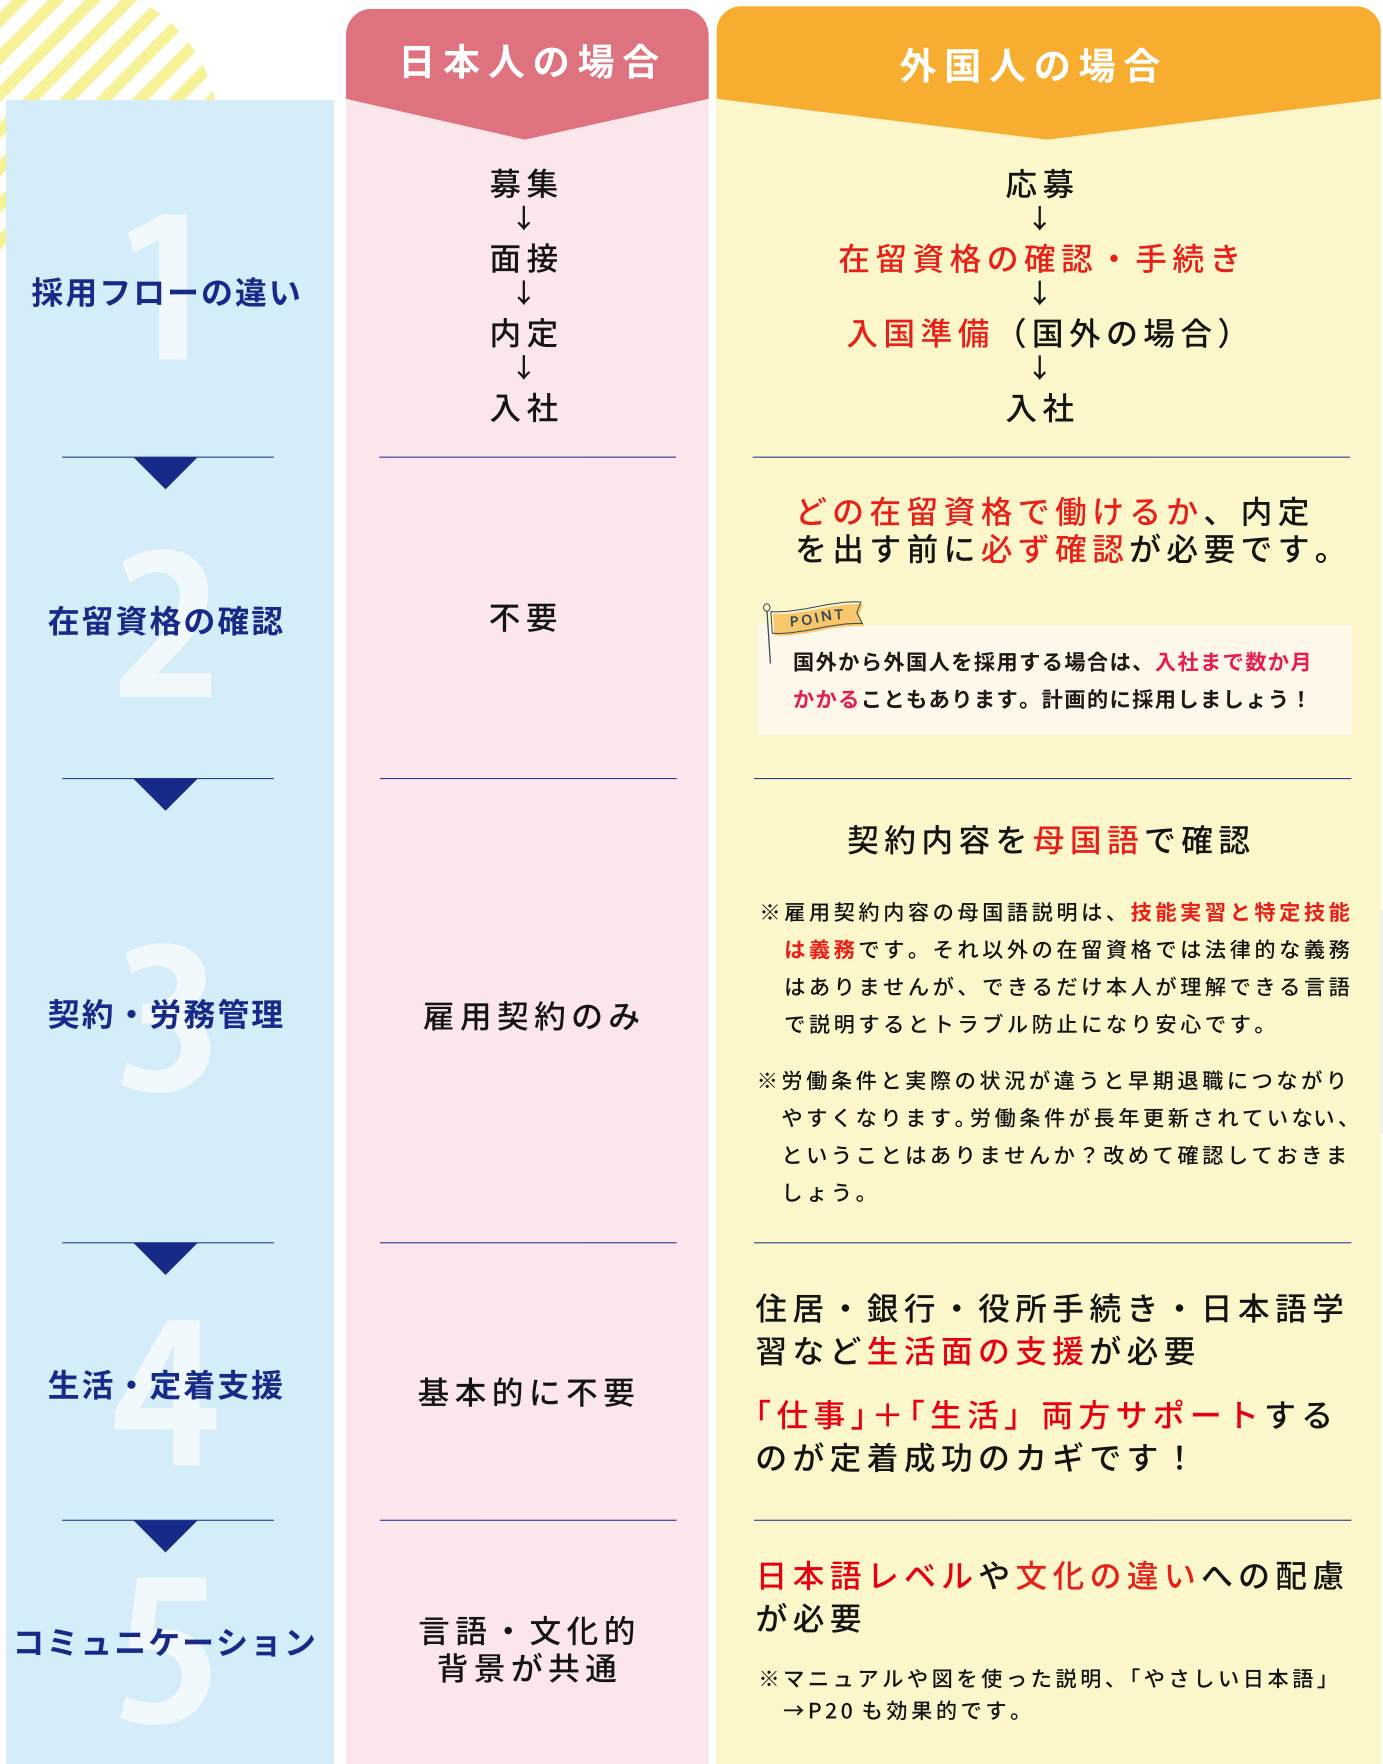 日本人の場合
外国人の場合
1
採用フローの違い
募集
↓
面接
↓
内定
↓
入社
応募
↓
在留資格の確認・手続き
↓
入国準備（国外の場合）
↓
入社
2
在留資格の確認
不要
どの在留資格で働けるか、内定
を出す前に必ず確認が必要です。
POINT
国外から外国人を採用する場合は、入社まで数か月
かかることもあります。計画的に採用しましょう！
3
契約・労務管理
雇用契約のみ
契約内容を母国語で確認
※雇用契約内容の母国語説明は、技能実習と特定技能
は義務です。それ以外の在留資格では法律的な義務
はありませんが、できるだけ本人が理解できる言語
で説明するとトラブル防止になり安心です。
※労働条件と実際の状況が違うと早期退職につながり
やすくなります。労働条件が長年更新されていない、
ということはありませんか？改めて確認しておきま
しょう。
4
生活・定着支援
基本的に不要
住居・銀行・役所手続き・日本語学
習など生活面の支援が必要
「仕事」＋「生活」両方サポートする
のが定着成功のカギです！
5
コミュニケーション
言語・文化的
背景が共通
日本語レベルや文化の違いへの配慮
が必要
※マニュアルや図を使った説明、「やさしい日本語」
→P20 も効果的です。